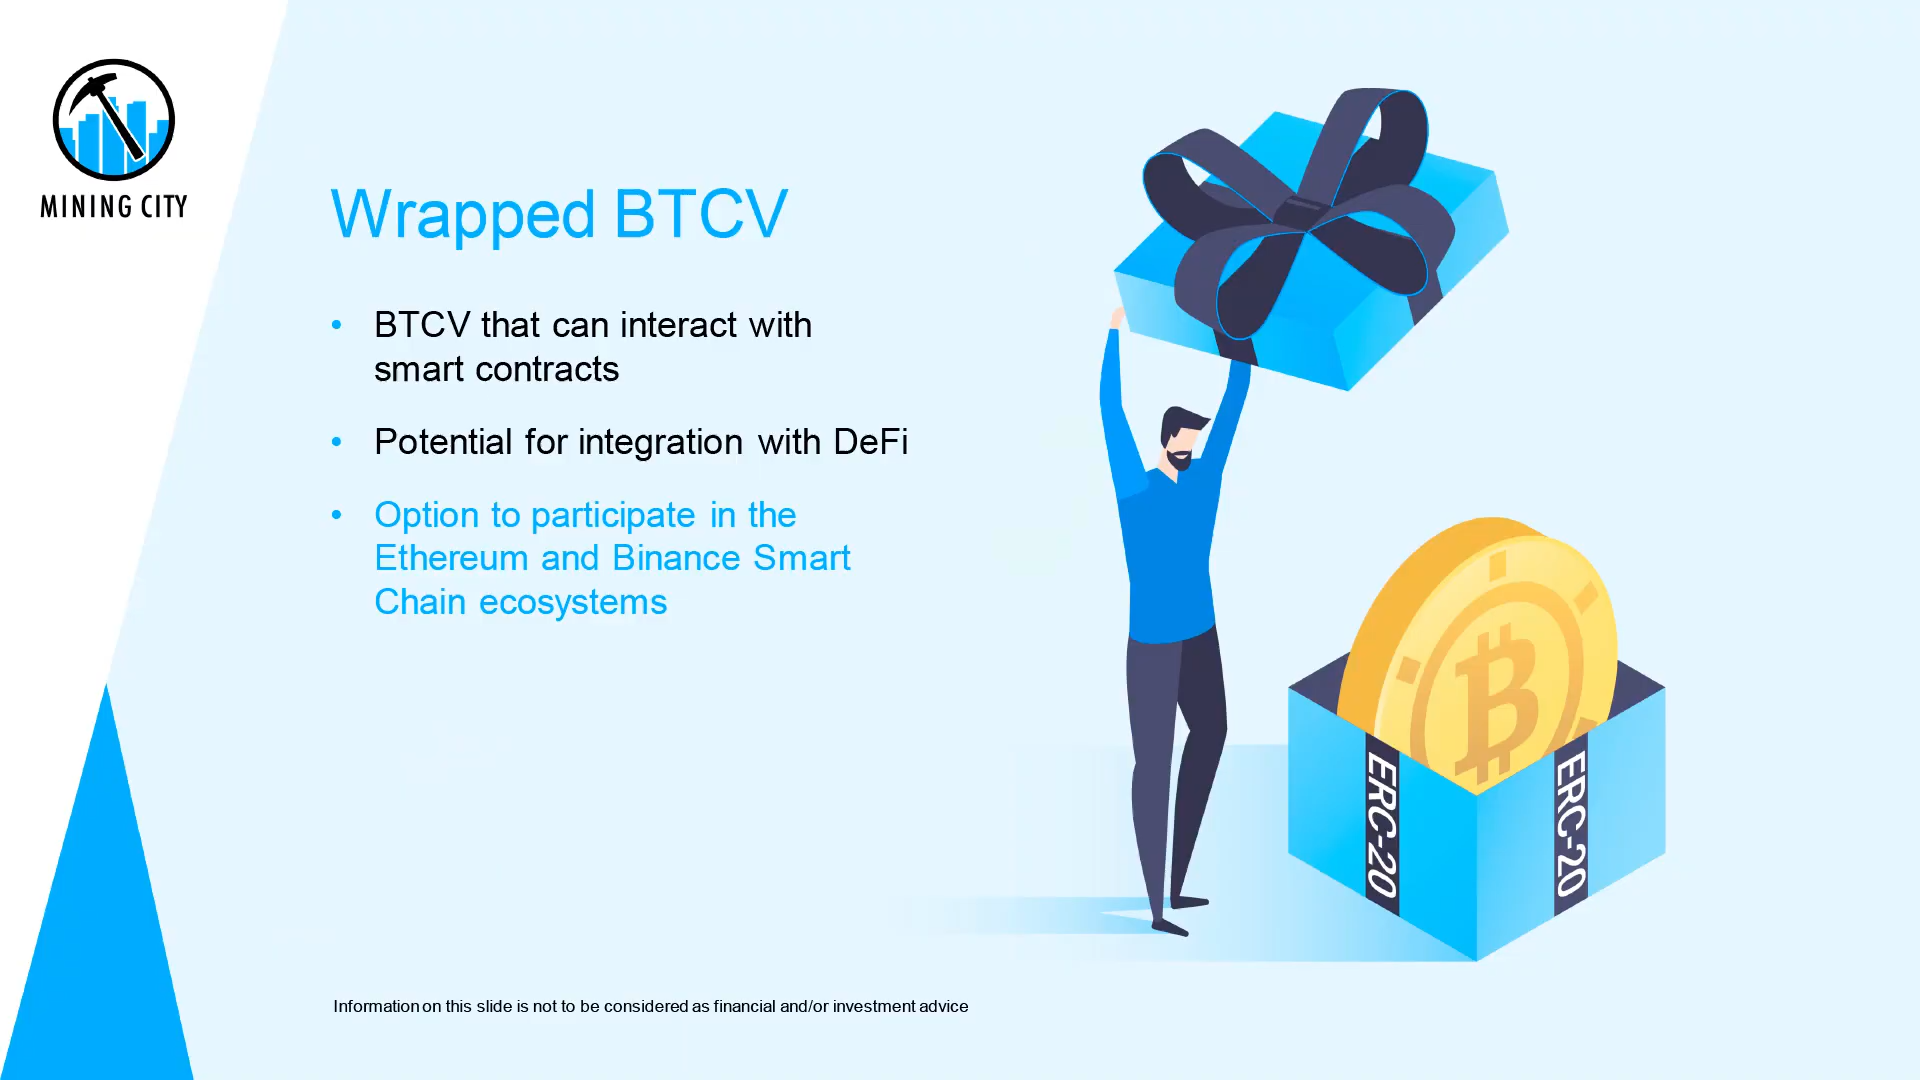 MINING CITY
Wrapped BTCV
• BTCV that can interact with
smart contracts
• Potential for integration with DeFi
• Option to participate in the
Ethereum and Binance Smart
Chain ecosystems
ERC-20
ERC-20
Information on this slide is not to be considered as financial and/or investment advice